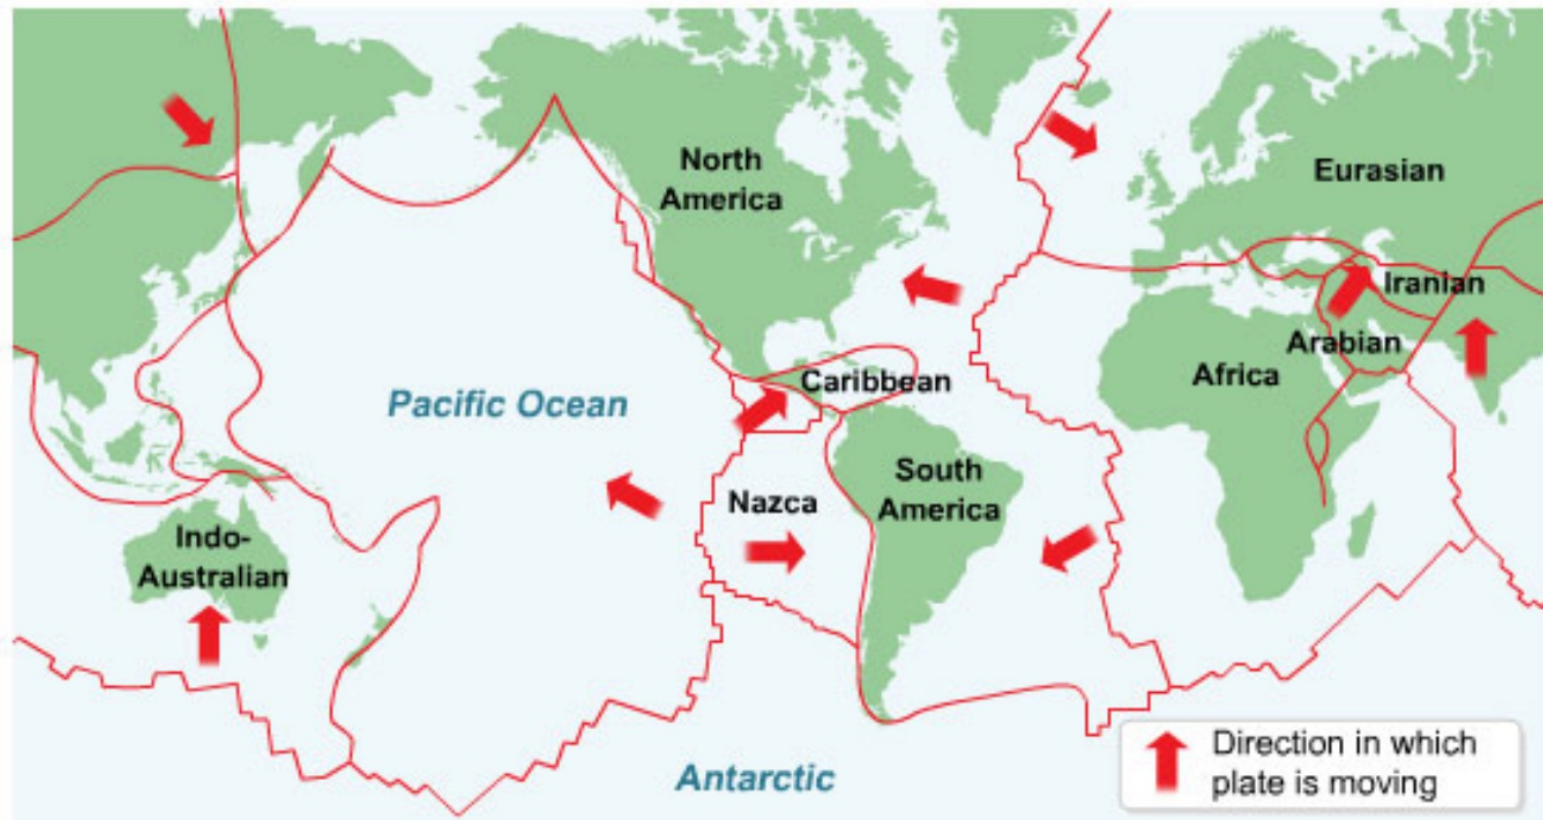 North
America
Eurasian
Iranian
Arabian
Africa
Caribbean
Pacific Ocean
South
America
Nazca
Indo-
Australian
Antarctic
Direction in which
plate is moving